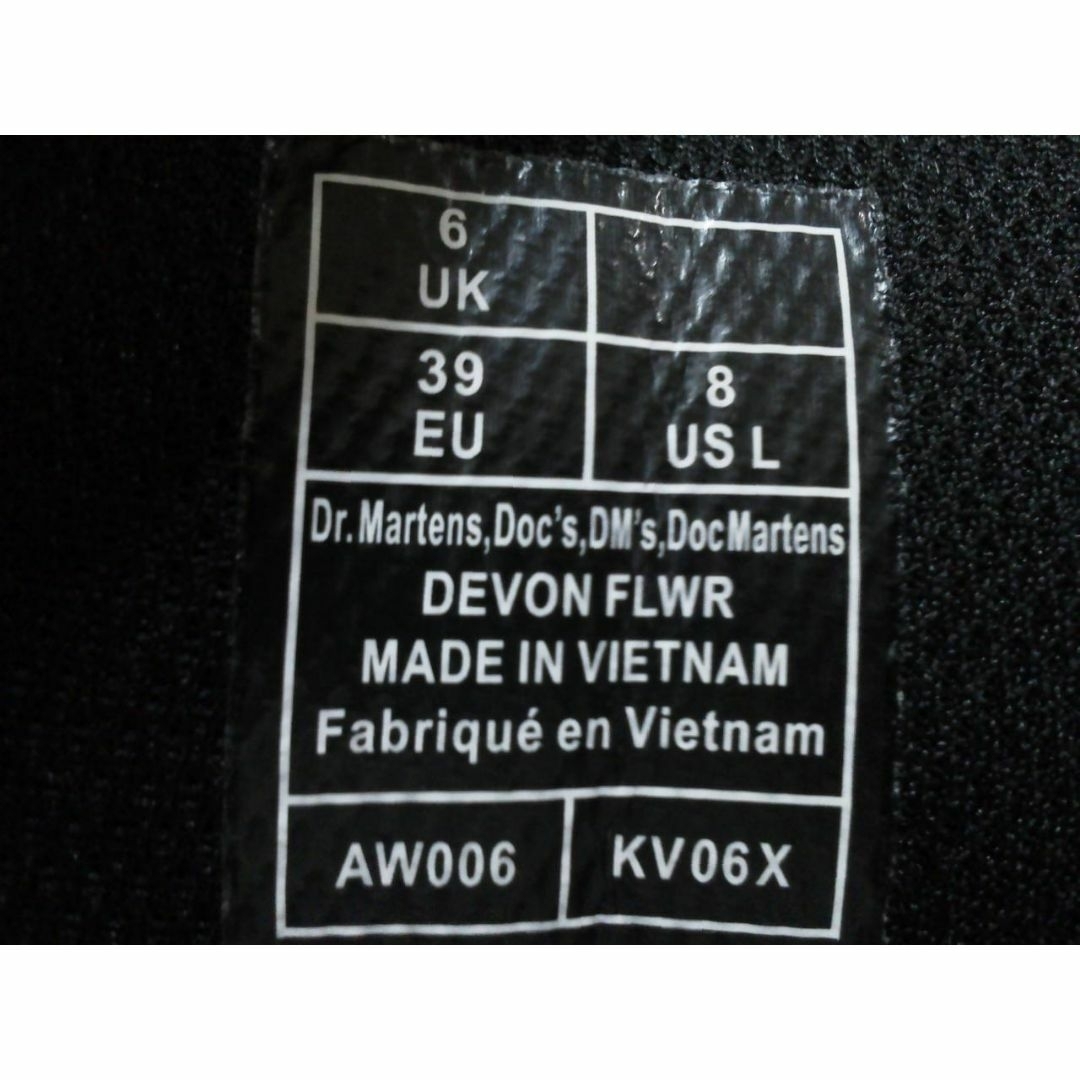 6
UK
39
EU
8
US L
Dr. Martens,Doc's,DM's,DocMartens
DEVON FLWR
MADE IN VIETNAM
Fabriqué en Vietnam
AW006
KV06X